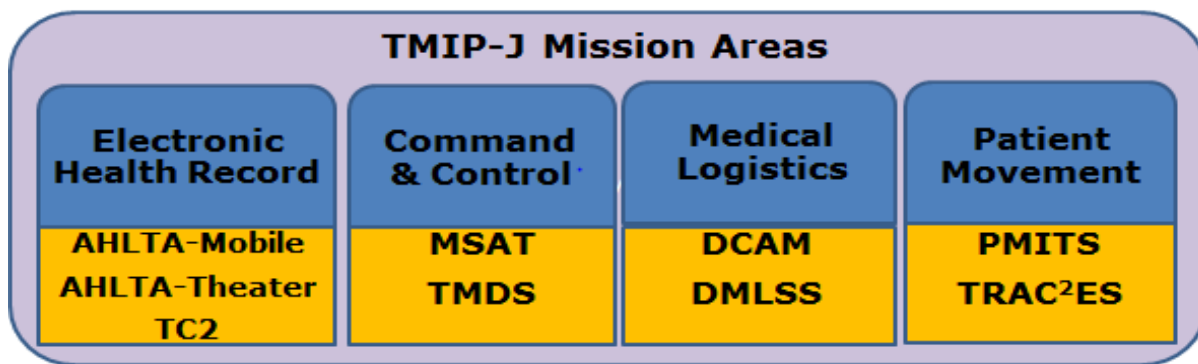 TMIP-J Mission Areas
Electronic
Health Record
AHLTA-Mobile
AHLTA-Theater
TC2
Command
& Control
MSAT
TMDS
Medical
Logistics
DCAM
DMLSS
Patient
Movement
PMITS
TRAC²ES